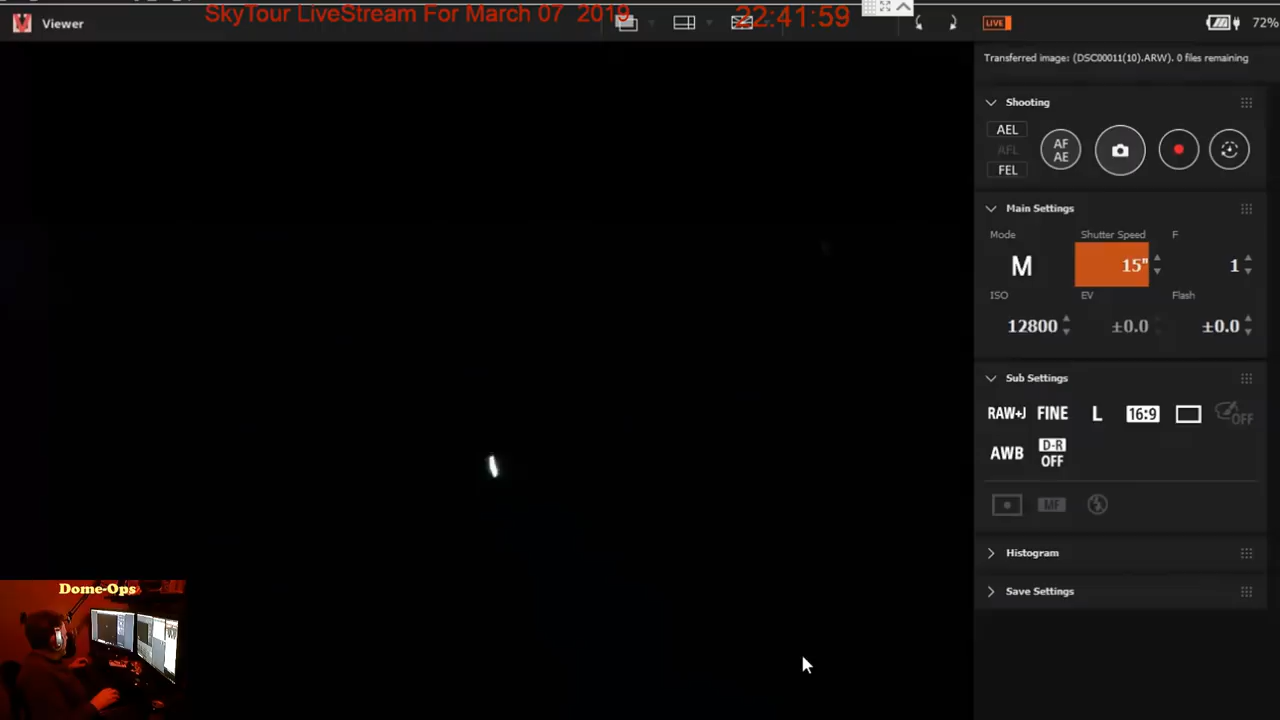 SkyTour LiveStream For March 07 2019
22:41:59
Viewer
LIVE
72%
Transferred image: (DSC00011(10).ARW). 0 files remaining
Shooting
AEL
AFL
FEL
AF
AE
Main Settings
Mode
Shutter Speed
F
M
15"
1
ISO
EV
Flash
12800
±0.0
±0.0
Sub Settings
RAW+J
FINE
L
16:9
OFF
AWB
D-R
OFF
MF
Histogram
Save Settings
Dome-Ops